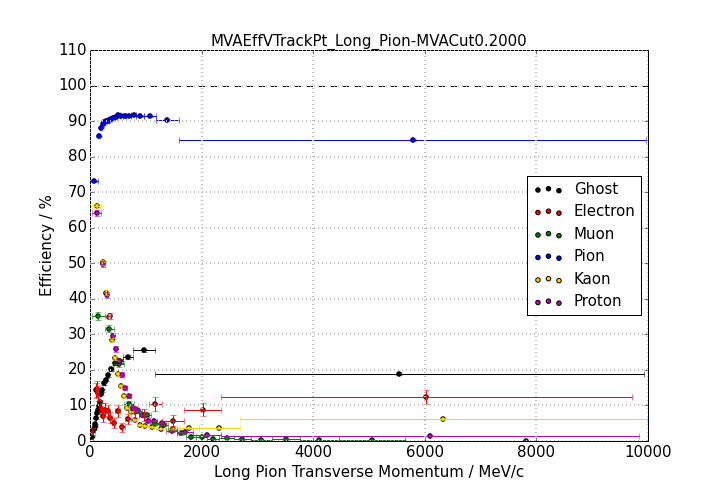 MVAEffVTrackPt_Long_Pion-MVACut0.2000
110
100
90
80
70
60
50
40
30
20
10
0
Efficiency / %
Ghost
Electron
Muon
Pion
Kaon
Proton
0 2000 4000 6000 8000 10000
Long Pion Transverse Momentum / MeV/c